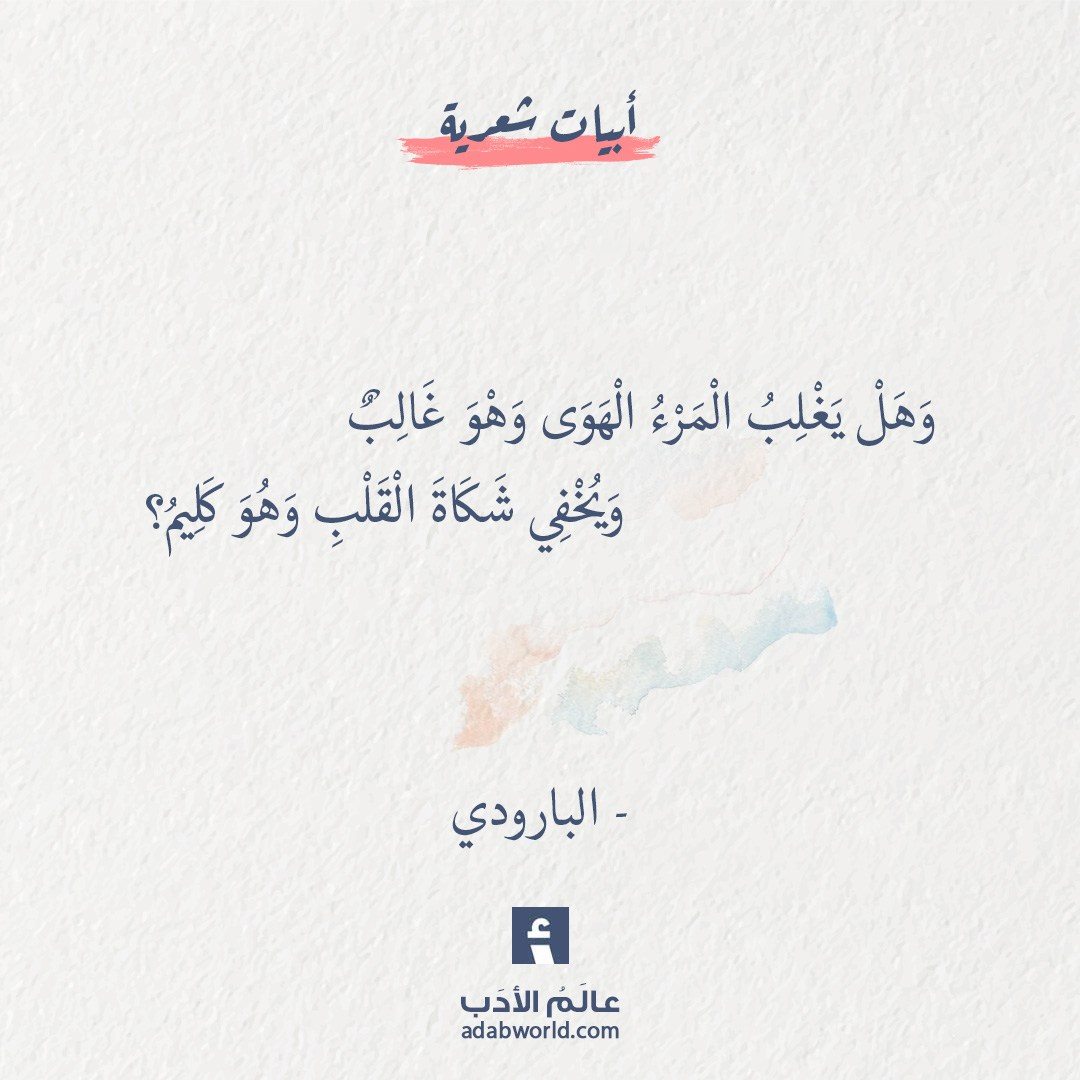 أبيات شعرية
وَهَلْ يَغْلِبُ الْمَرْءُ الْهَوَى وَهْوَ غَالِبٌ
وَيُخْفِي شَكَاةَ الْقَلْبِ وَهُوَ كَلِيمُ؟
- البارودي
أ
عالَمُ الأدَب
adabworld.com